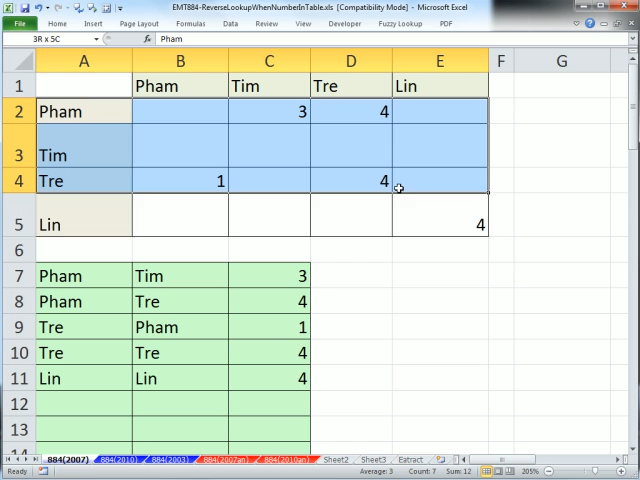 EMT884-ReverseLookupWhenNumberInTable.xls [Compatibility Mode] - Microsoft Excel
File Home Insert Page Layout Formulas Data Review View Developer Fuzzy Lookup PDF
3R x 5C fx Pham
A B C D E F G
1 Pham Tim Tre Lin
2 Pham 3 4
3 Tim
4 Tre 1 4
5 Lin 4
6
7 Pham Tim 3
8 Pham Tre 4
9 Tre Pham 1
10 Tre Tre 4
11 Lin Lin 4
12
13
14
884(2007) 884(2010) 884(2003) 884(2007an) 884(2010an) Sheet2 Sheet3 Eatract
Ready Average: 3 Count: 7 Sum: 12 205%